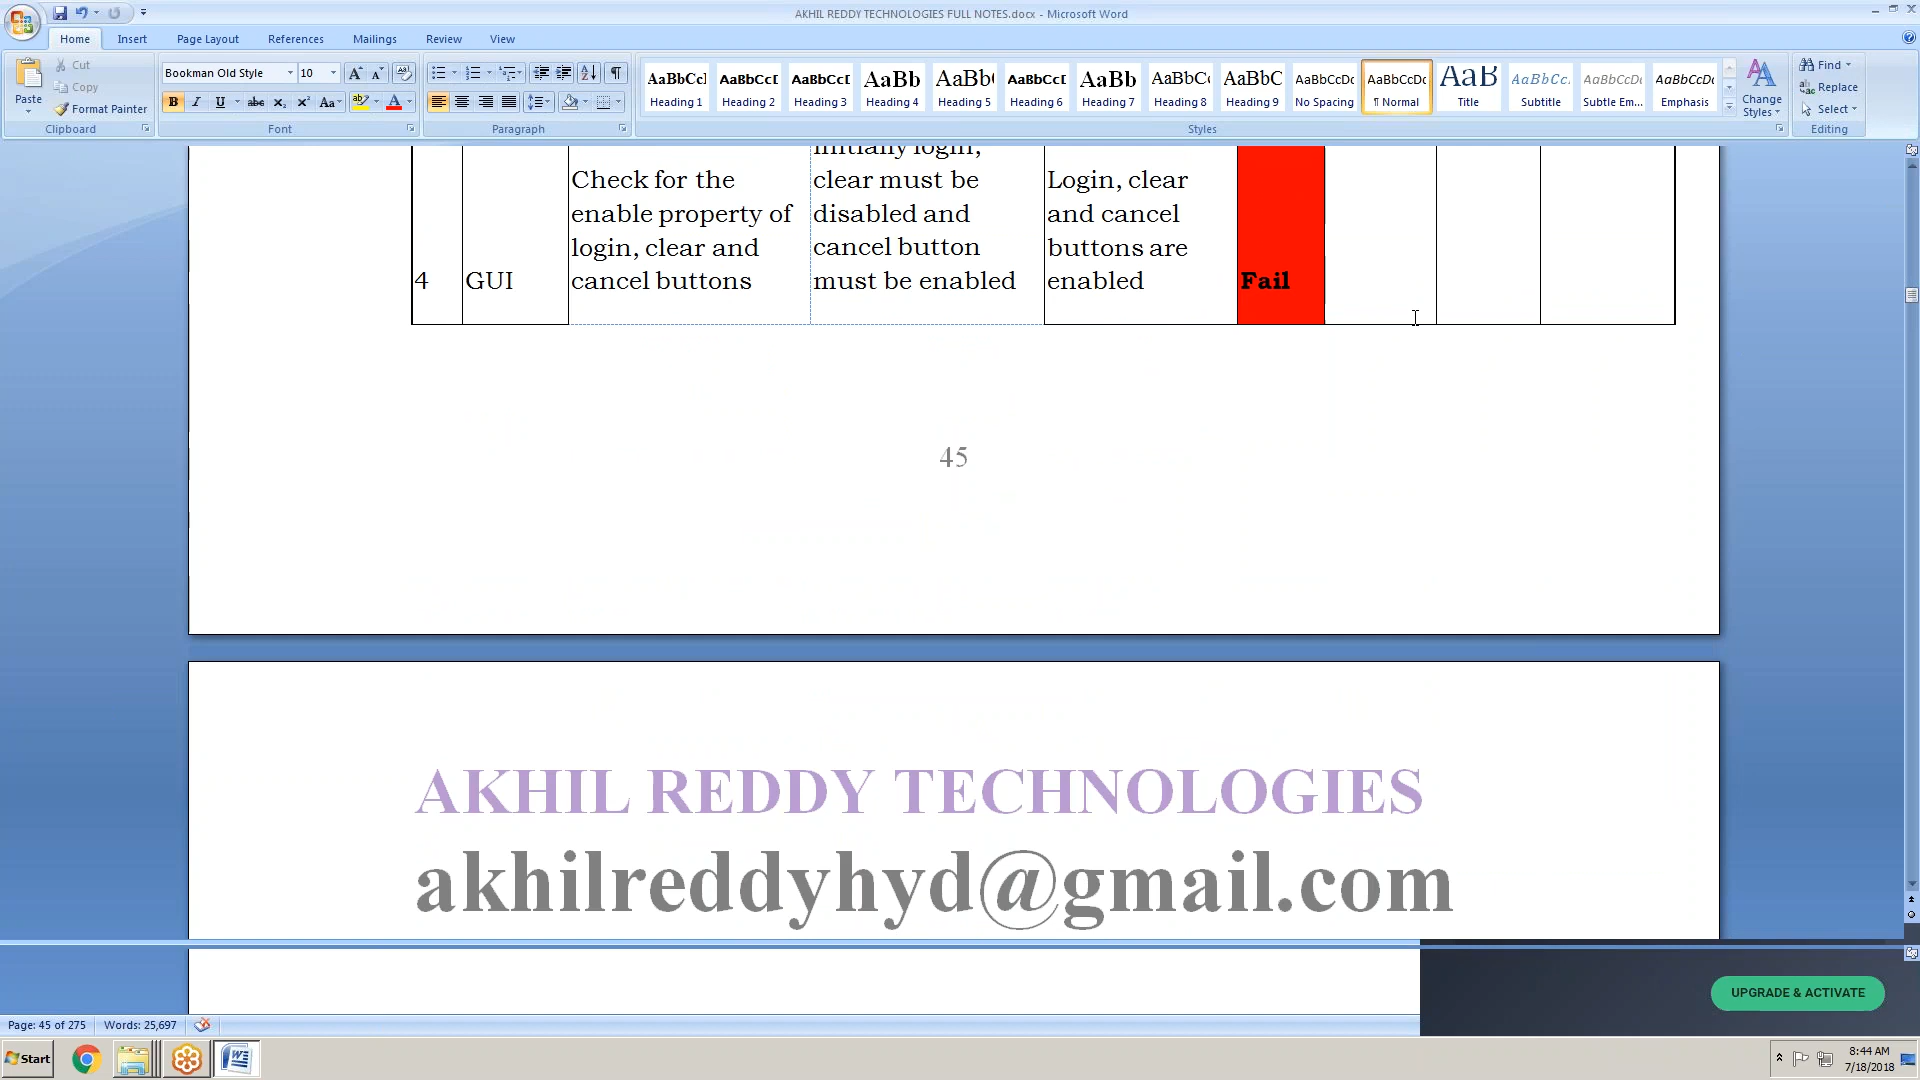 AKHIL REDDY TECHNOLOGIES FULL NOTES.docx - Microsoft Word
Home Insert Page Layout References Mailings Review View
Paste
Cut
Copy
Format Painter
Clipboard
Bookman Old Style 10
Font
Paragraph
AaBbCcI AaBbCcD AaBbCcD AaBb AaBb( AaBbCcD AaBb AaBbC AaBbC AaBbCcDc AaBbCcDc AaB AaBbCc. AaBbCcDc AaBbCcDc
Heading 1 Heading 2 Heading 3 Heading 4 Heading 5 Heading 6 Heading 7 Heading 8 Heading 9 No Spacing ¶ Normal Title Subtitle Subtle Em... Emphasis
Styles
Change
Styles
Find
Replace
Select
Editing
4
GUI
Check for the
enable property of
login, clear and
cancel buttons
initially login,
clear must be
disabled and
cancel button
must be enabled
Login, clear
and cancel
buttons are
enabled
Fail
45
AKHIL REDDY TECHNOLOGIES
akhilreddyhyd@gmail.com
UPGRADE & ACTIVATE
Page: 45 of 275 Words: 25,697
Start
8:44 AM
7/18/2018